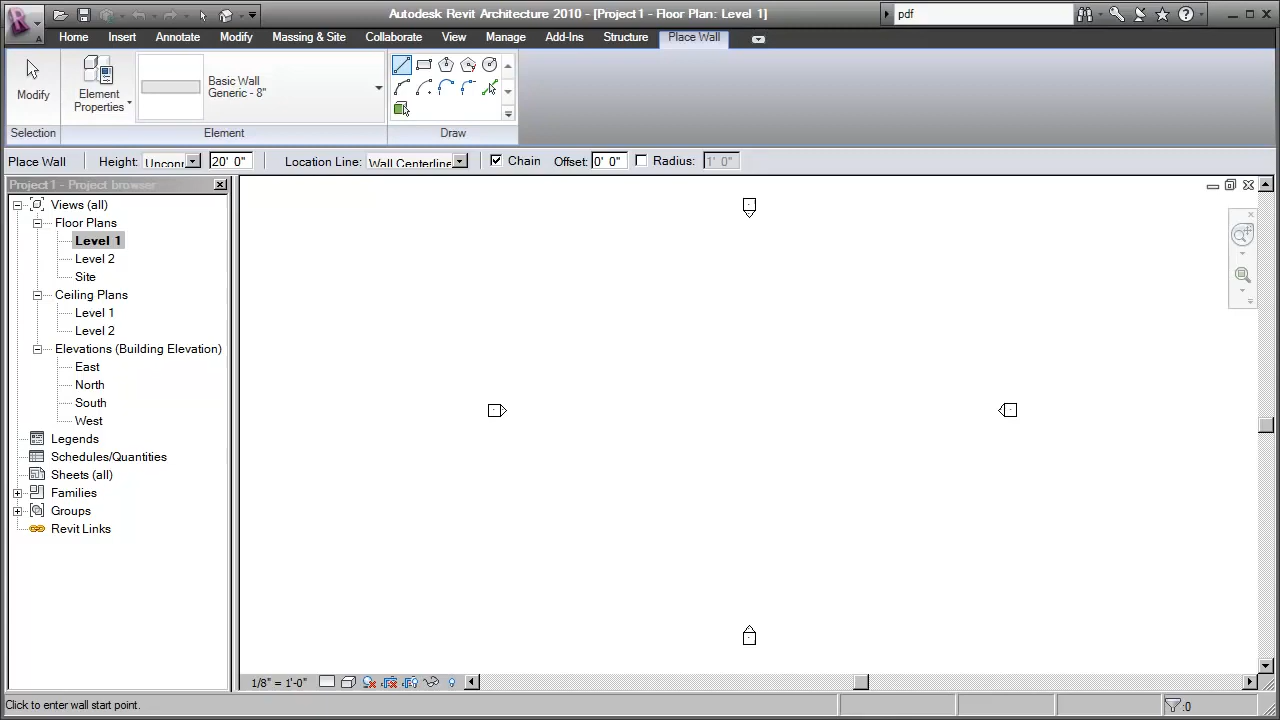 Autodesk Revit Architecture 2010 - [Project1 - Floor Plan: Level 1]
pdf
Home Insert Annotate Modify Massing & Site Collaborate View Manage Add-Ins Structure Place Wall
Modify
Element Properties
Basic Wall
Generic - 8"
Selection Element Draw
Place Wall Height: Uncon 20' 0" Location Line: Wall Centerline Chain Offset: 0' 0" Radius: 1' 0"
Project1 - Project browser
Views (all)
Floor Plans
Level 1
Level 2
Site
Ceiling Plans
Level 1
Level 2
Elevations (Building Elevation)
East
North
South
West
Legends
Schedules/Quantities
Sheets (all)
Families
Groups
Revit Links
1/8" = 1'-0"
Click to enter wall start point.
:0